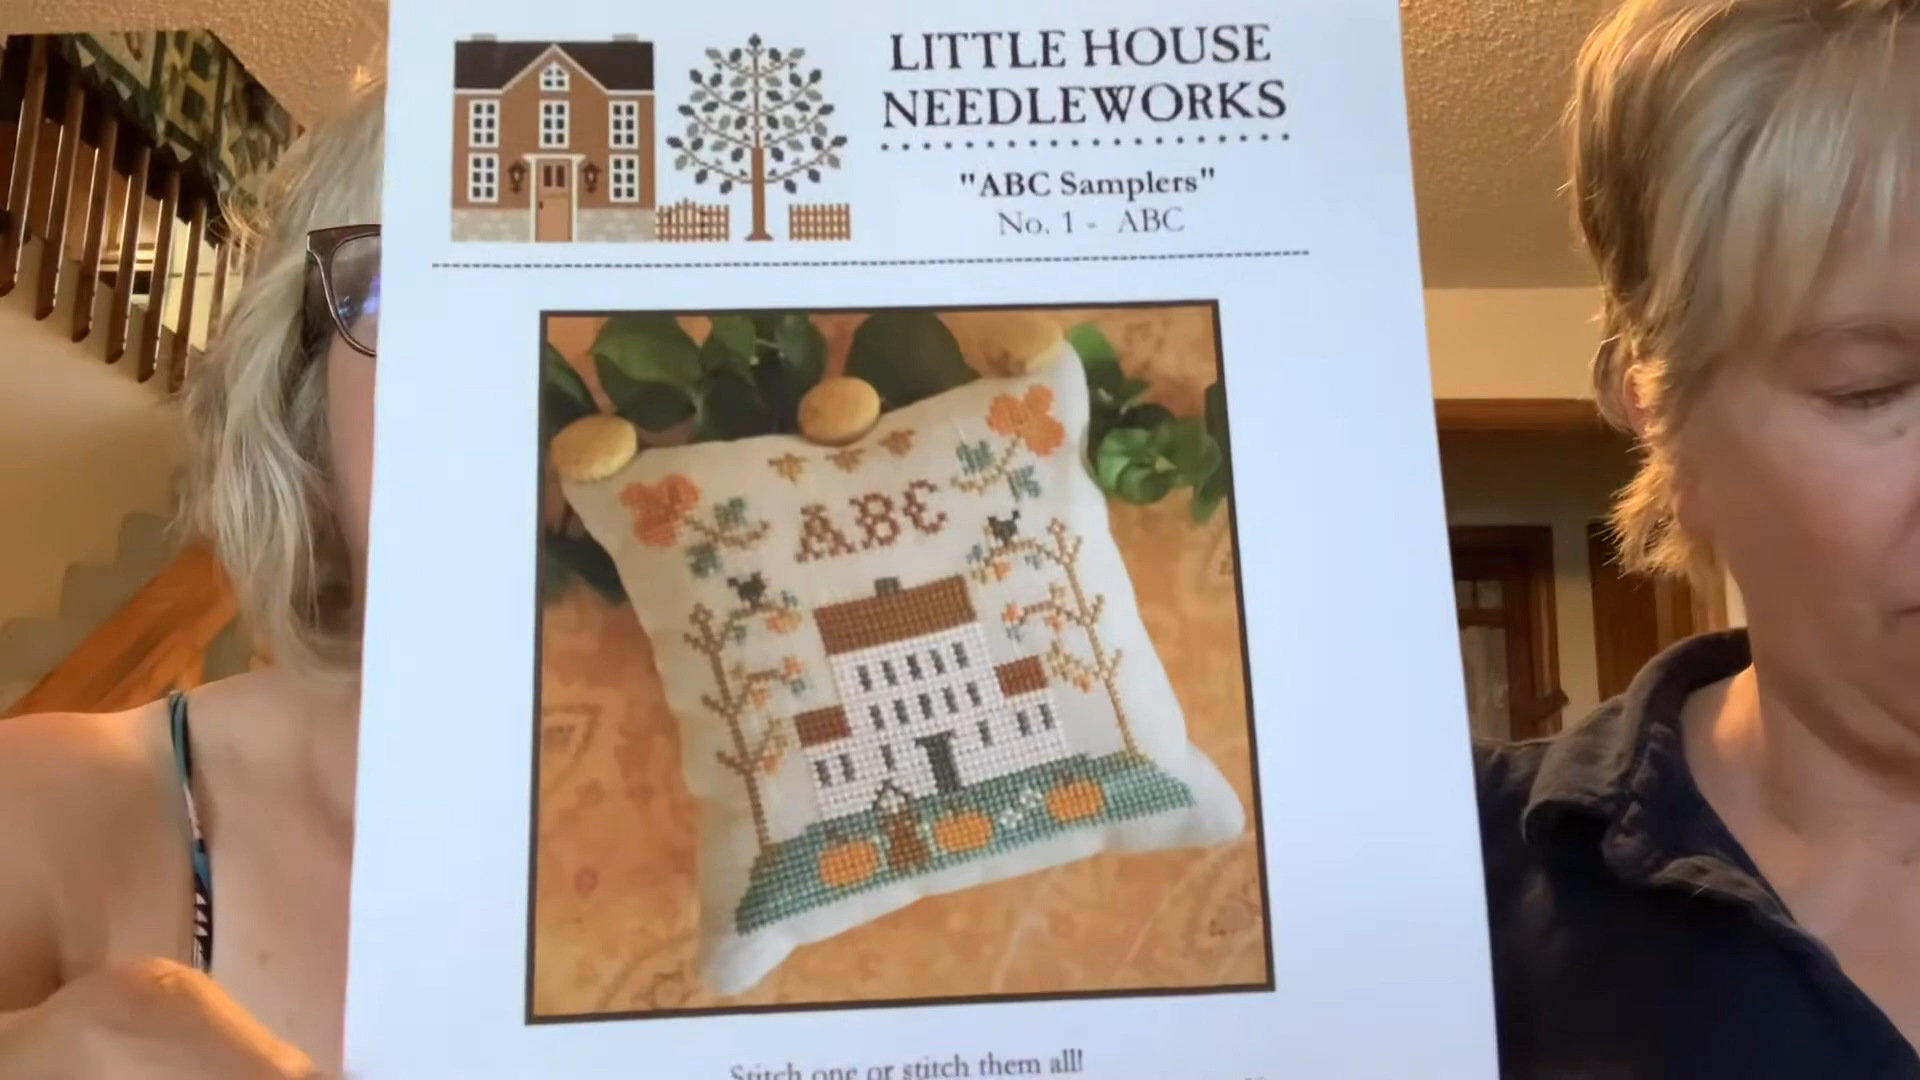 LITTLE HOUSE
NEEDLEWORKS
"ABC Samplers"
No. 1 - ABC
ABC
Stitch one or stitch them all!